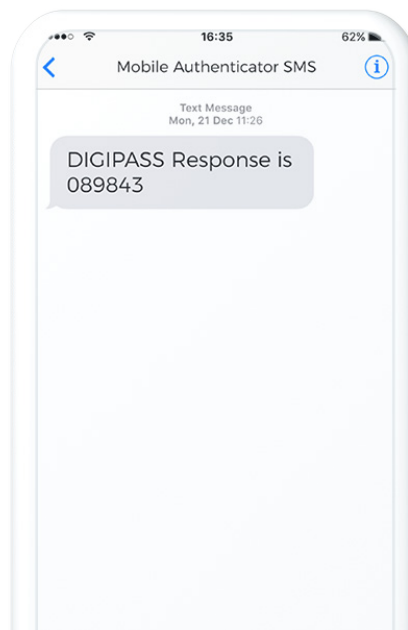 16:35
62%
Mobile Authenticator SMS
i
Text Message
Mon, 21 Dec 11:26
DIGIPASS Response is
089843